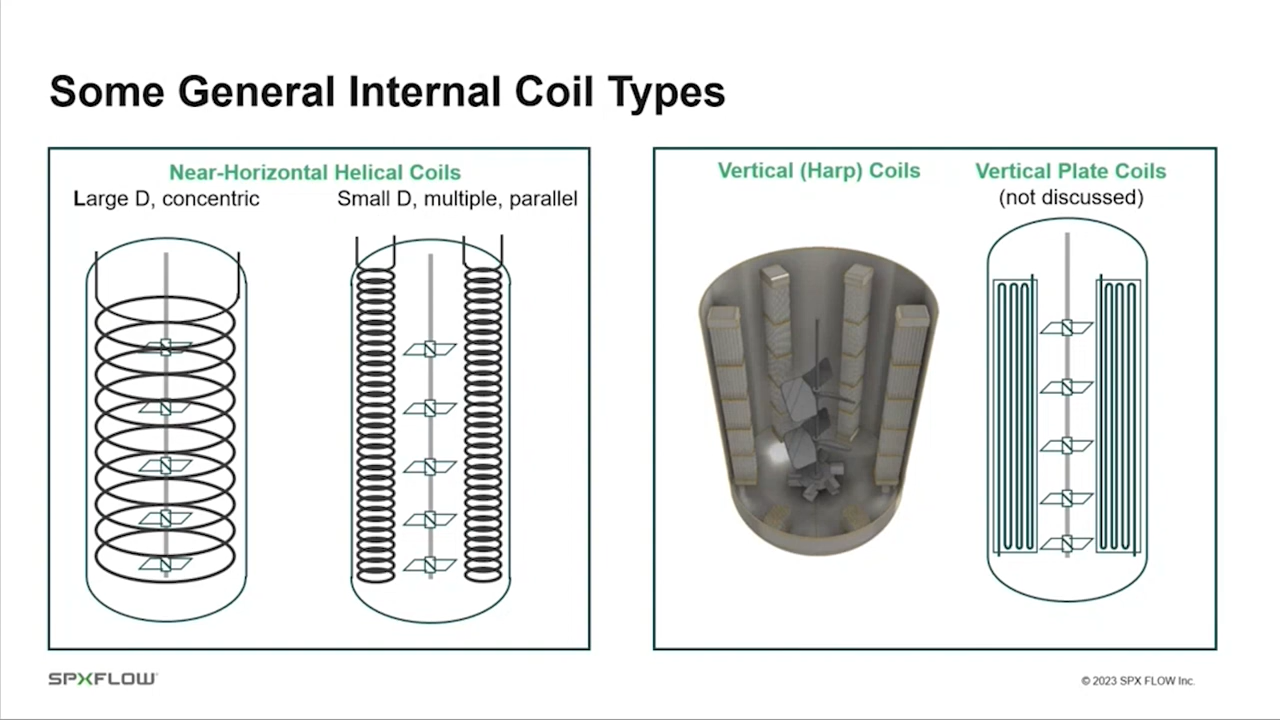 Some General Internal Coil Types
Near-Horizontal Helical Coils
Large D, concentric
Small D, multiple, parallel
Vertical (Harp) Coils
Vertical Plate Coils
(not discussed)
SPXFLOW
© 2023 SPX FLOW Inc.